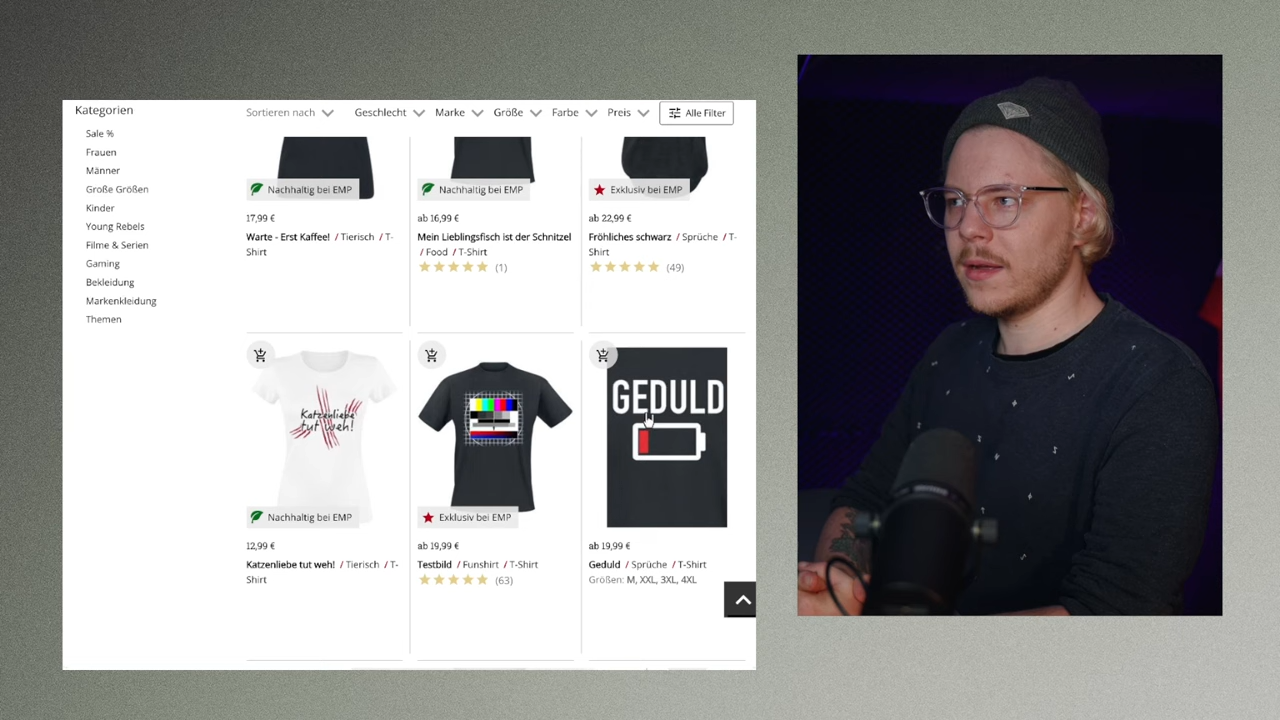 Kategorien
Sale %
Frauen
Männer
Große Größen
Kinder
Young Rebels
Filme & Serien
Gaming
Bekleidung
Markenkleidung
Themen
Sortieren nach Geschlecht Marke Größe Farbe Preis Alle Filter
Nachhaltig bei EMP
17,99 €
Warte - Erst Kaffee! / Tierisch / T-
Shirt
Nachhaltig bei EMP
ab 16,99 €
Mein Lieblingsfisch ist der Schnitzel
/ Food / T-Shirt
(1)
Exklusiv bei EMP
ab 22,99 €
Fröhliches schwarz / Sprüche / T-
Shirt
(49)
Katzenliebe
tut weh!
Nachhaltig bei EMP
12,99 €
Katzenliebe tut weh! / Tierisch / T-
Shirt
Exklusiv bei EMP
ab 19,99 €
Testbild / Funshirt / T-Shirt
(63)
GEDULD
ab 19,99 €
Geduld / Sprüche / T-Shirt
Größen: M, XXL, 3XL, 4XL